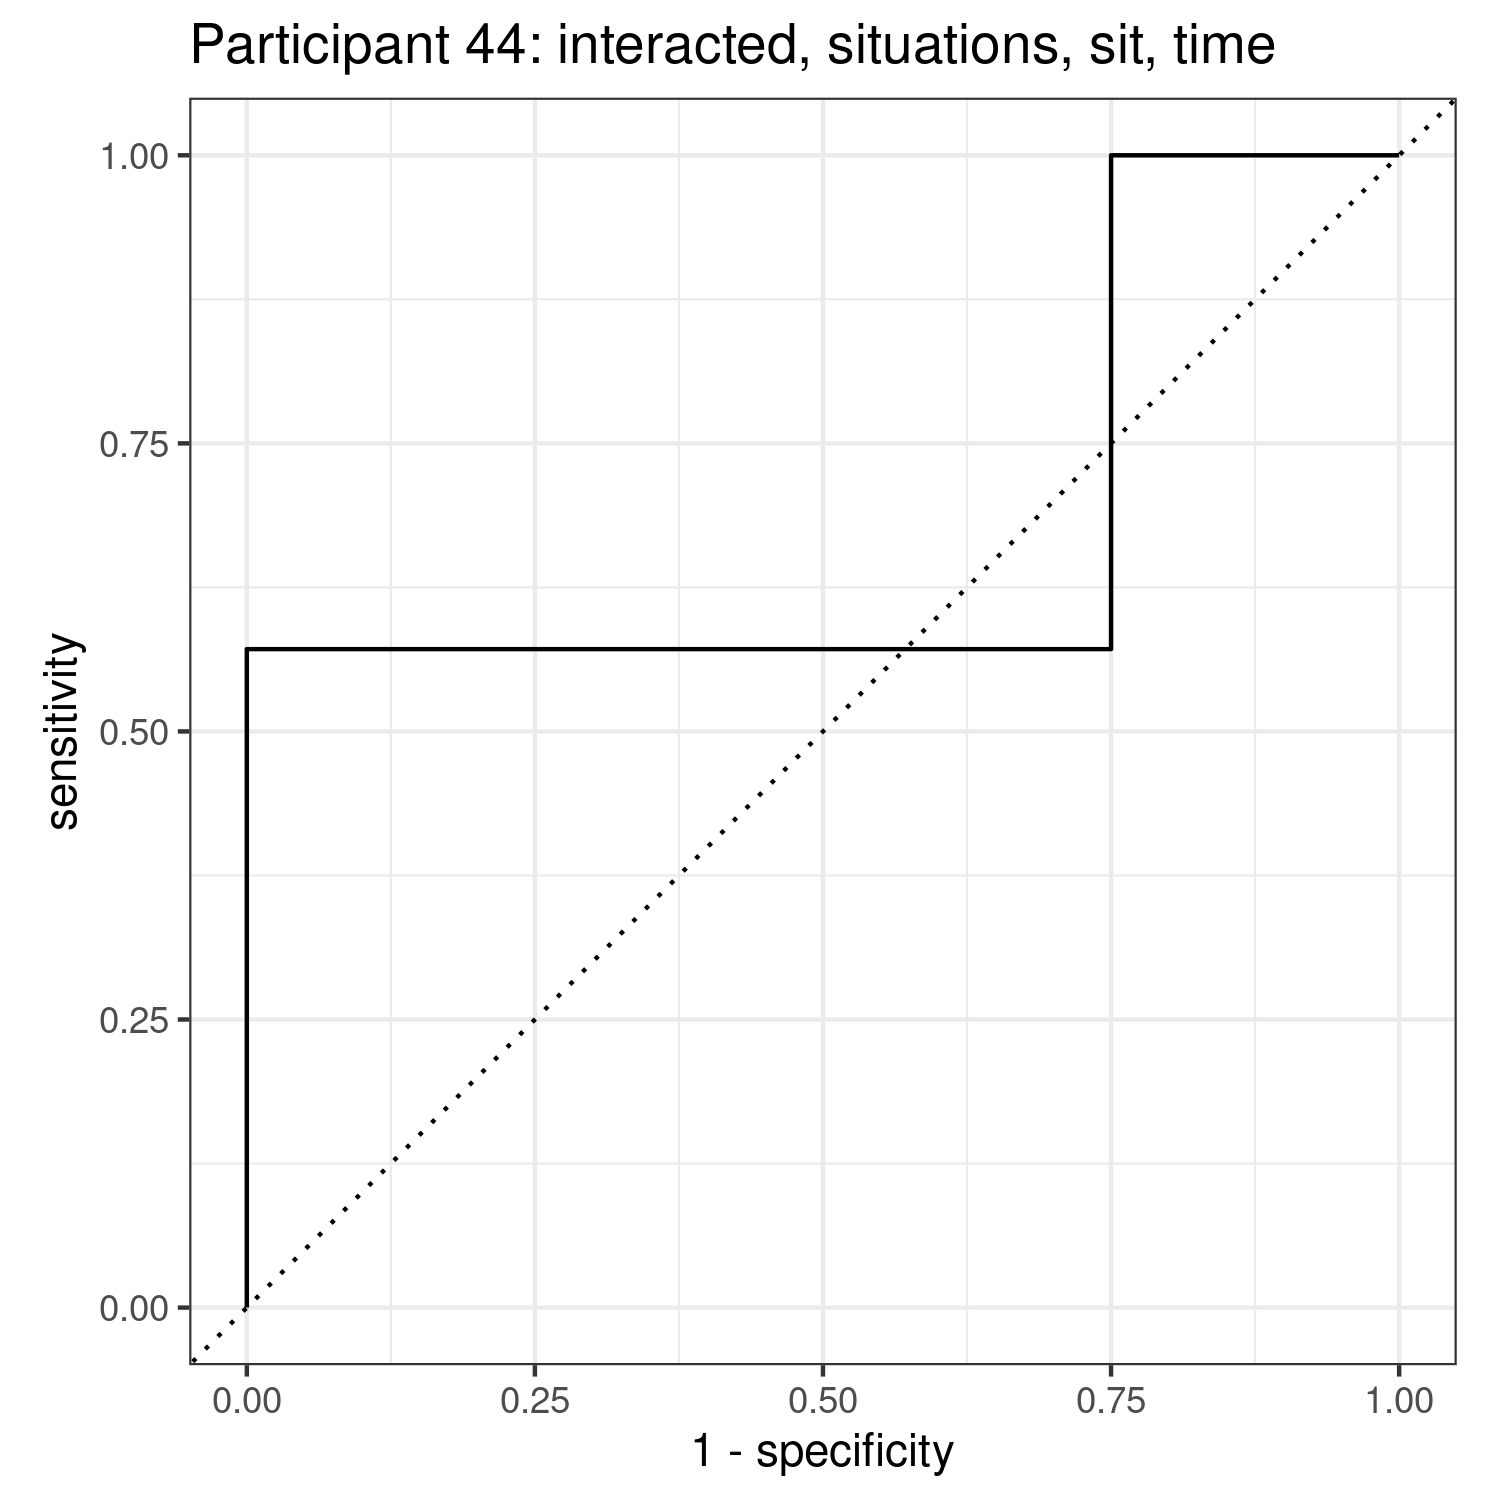 Participant 44: interacted, situations, sit, time
1.00
0.75
0.50
0.25
0.00
sensitivity
0.00 0.25 0.50 0.75 1.00
1 - specificity